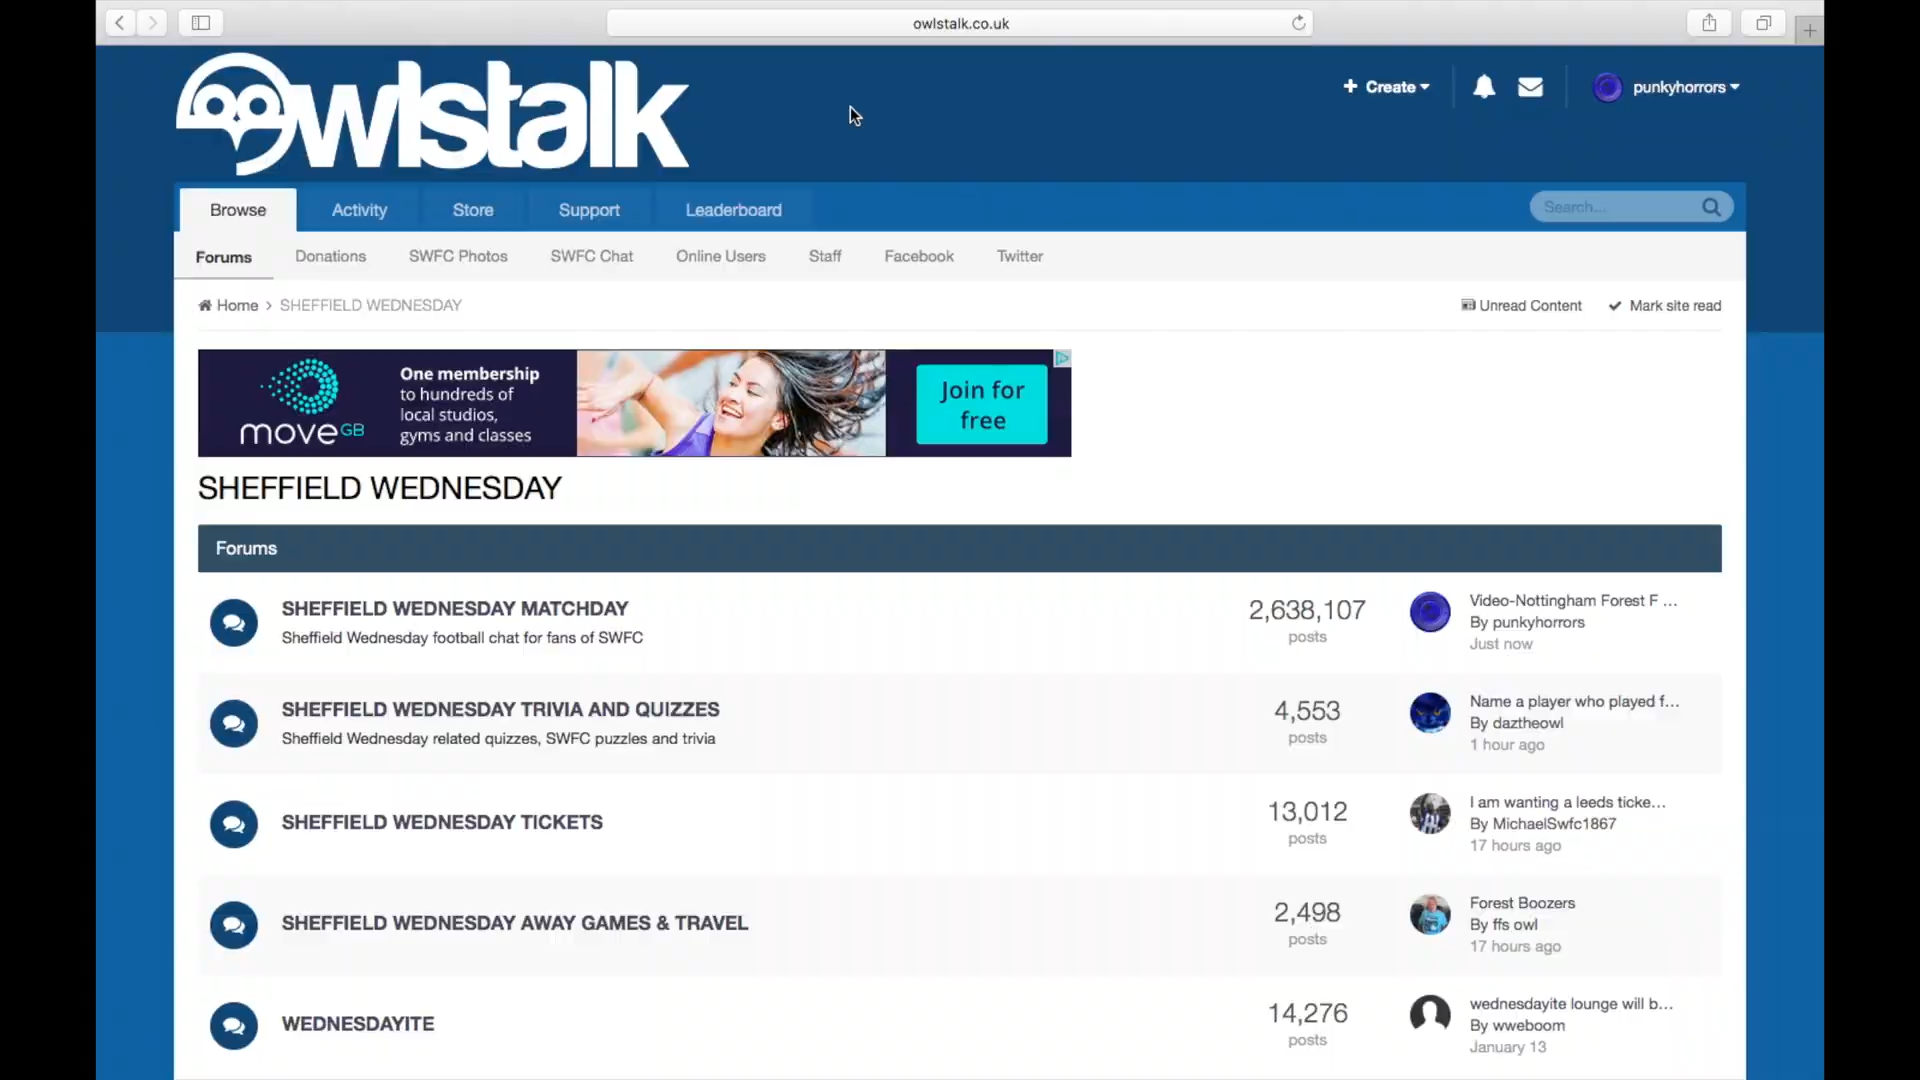 owlstalk.co.uk
owlstalk
+ Create
punkyhorrors
Browse
Activity
Store
Support
Leaderboard
Search...
Forums
Donations
SWFC Photos
SWFC Chat
Online Users
Staff
Facebook
Twitter
Home > SHEFFIELD WEDNESDAY
Unread Content
Mark site read
moveGB
One membership
to hundreds of
local studios,
gyms and classes
Join for
free
SHEFFIELD WEDNESDAY
Forums
SHEFFIELD WEDNESDAY MATCHDAY
Sheffield Wednesday football chat for fans of SWFC
2,638,107
posts
Video-Nottingham Forest F ...
By punkyhorrors
Just now
SHEFFIELD WEDNESDAY TRIVIA AND QUIZZES
Sheffield Wednesday related quizzes, SWFC puzzles and trivia
4,553
posts
Name a player who played f...
By daztheowl
1 hour ago
SHEFFIELD WEDNESDAY TICKETS
13,012
posts
I am wanting a leeds ticke...
By MichaelSwfc1867
17 hours ago
SHEFFIELD WEDNESDAY AWAY GAMES & TRAVEL
2,498
posts
Forest Boozers
By ffs owl
17 hours ago
WEDNESDAYITE
14,276
posts
wednesdayite lounge will b...
By wweboom
January 13